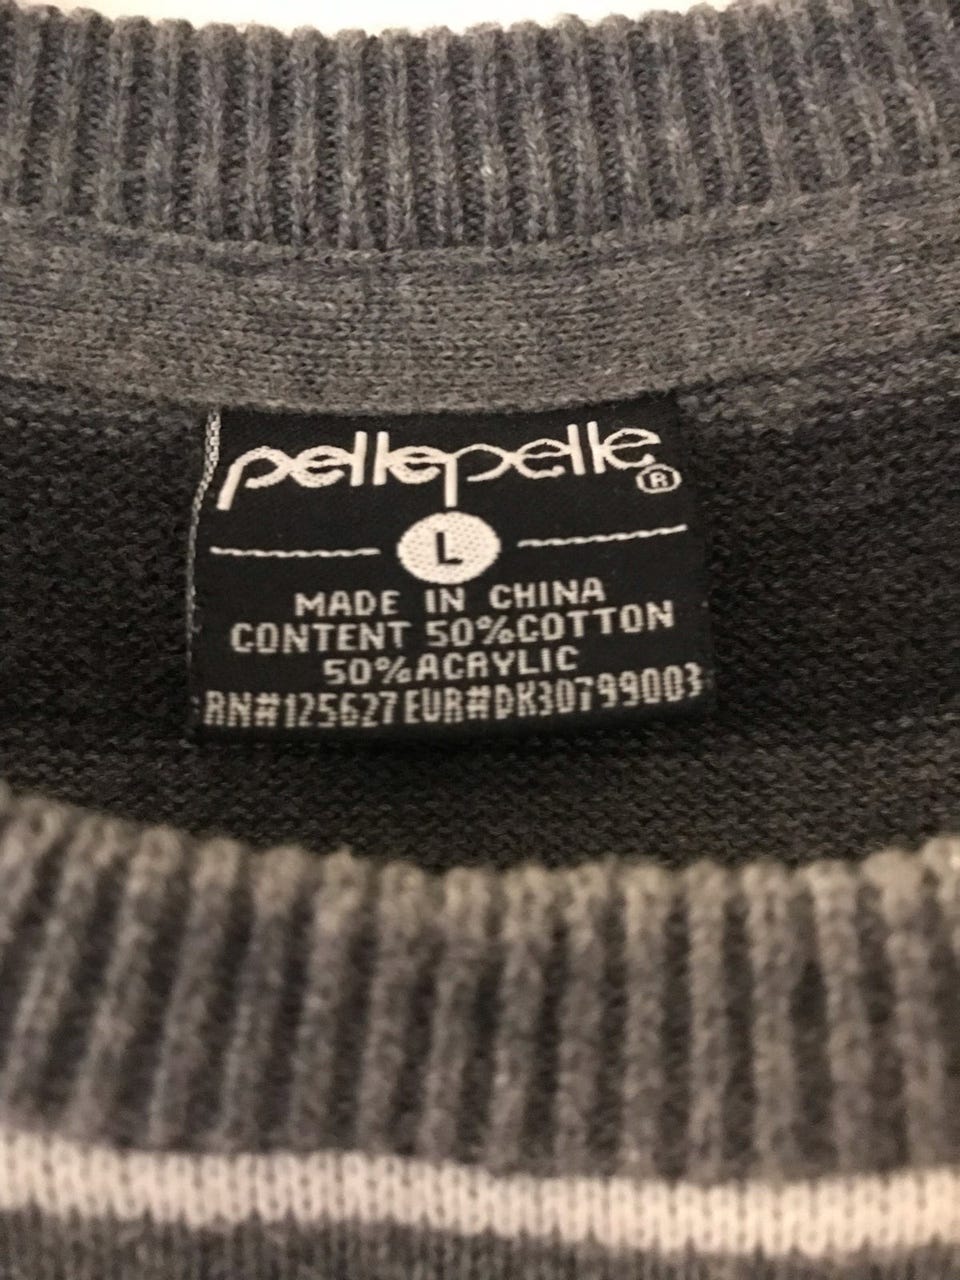 pellepelle®
L
MADE IN CHINA
CONTENT 50%COTTON
50%ACRYLIC
RN#125627 EUR#DK30799003